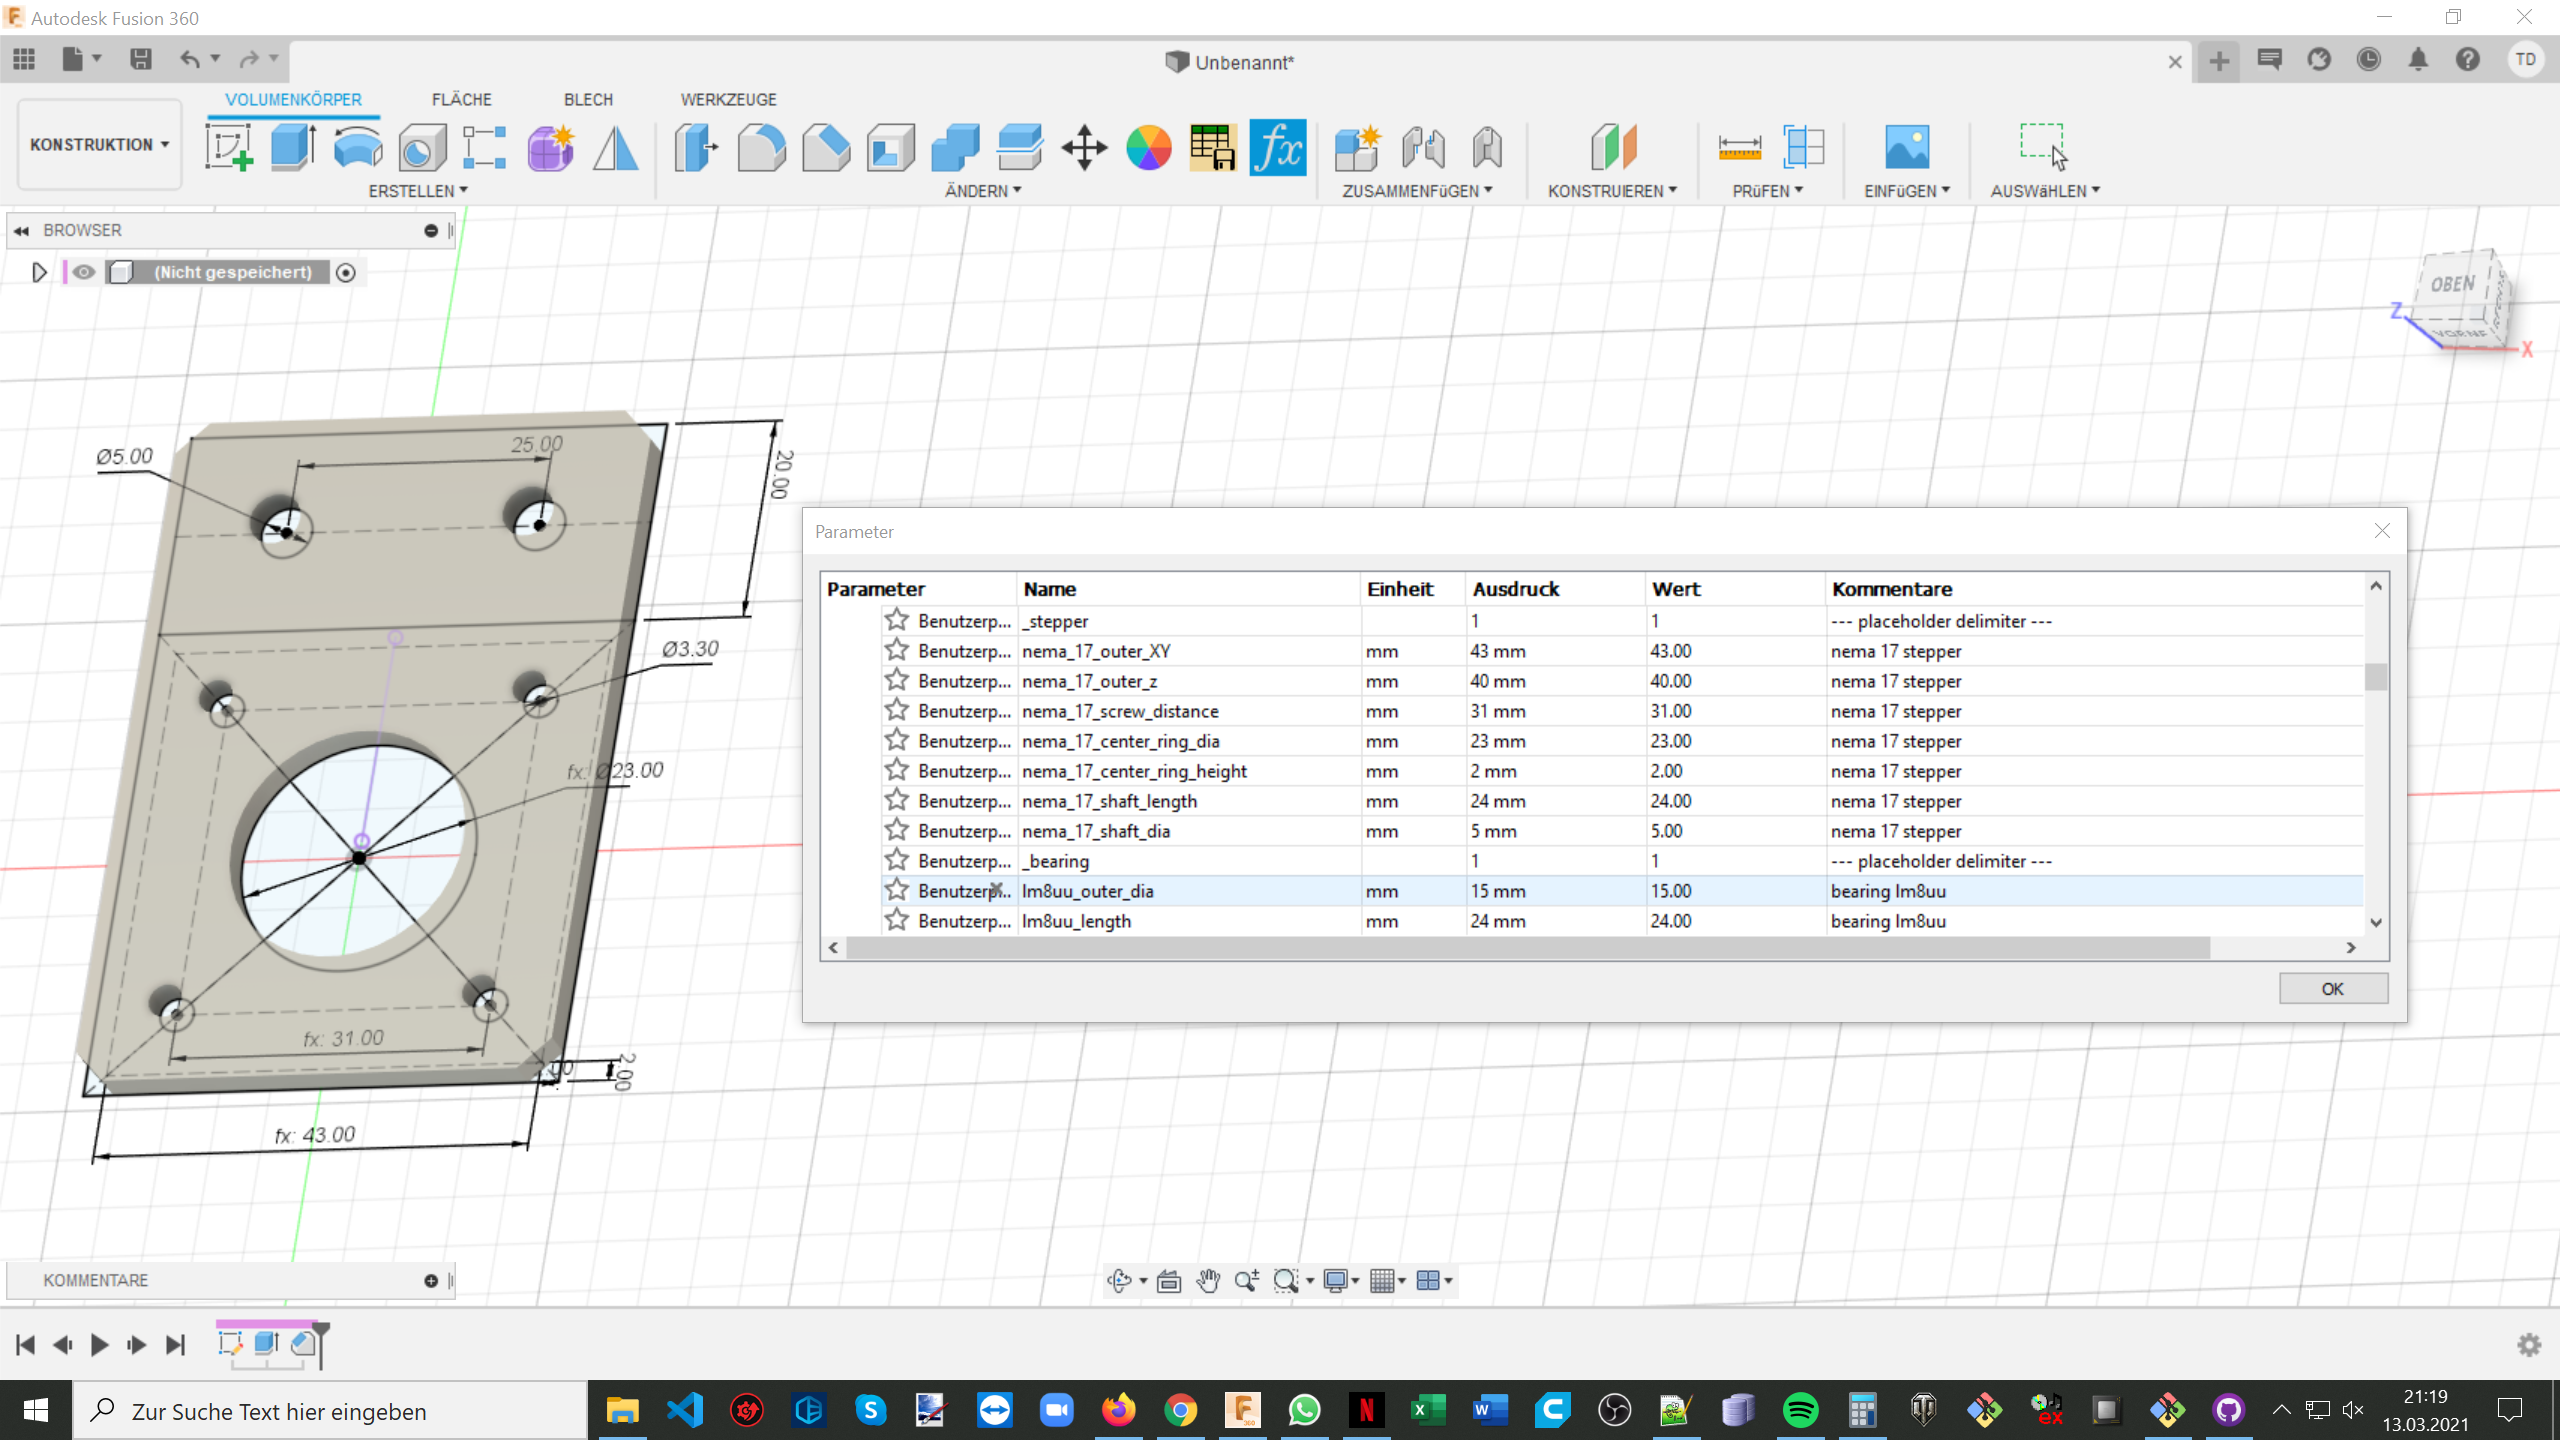 Autodesk Fusion 360
Unbenannt*
TD
VOLUMENKÖRPER FLÄCHE BLECH WERKZEUGE
KONSTRUKTION
ERSTELLEN ÄNDERN ZUSAMMENFüGEN KONSTRUIEREN PRüFEN EINFüGEN AUSWäHLEN
fx
BROWSER
(Nicht gespeichert)
OBEN
VORNE
Z
X
Ø5.00
25.00
20.00
Ø3.30
fx: Ø23.00
fx: 31.00
2.00
fx: 43.00
Parameter
Parameter Name Einheit Ausdruck Wert Kommentare
Benutzerp... _stepper 1 1 --- placeholder delimiter ---
Benutzerp... nema_17_outer_XY mm 43 mm 43.00 nema 17 stepper
Benutzerp... nema_17_outer_z mm 40 mm 40.00 nema 17 stepper
Benutzerp... nema_17_screw_distance mm 31 mm 31.00 nema 17 stepper
Benutzerp... nema_17_center_ring_dia mm 23 mm 23.00 nema 17 stepper
Benutzerp... nema_17_center_ring_height mm 2 mm 2.00 nema 17 stepper
Benutzerp... nema_17_shaft_length mm 24 mm 24.00 nema 17 stepper
Benutzerp... nema_17_shaft_dia mm 5 mm 5.00 nema 17 stepper
Benutzerp... _bearing 1 1 --- placeholder delimiter ---
Benutzerp... lm8uu_outer_dia mm 15 mm 15.00 bearing lm8uu
Benutzerp... lm8uu_length mm 24 mm 24.00 bearing lm8uu
OK
KOMMENTARE
Zur Suche Text hier eingeben
21:19
13.03.2021